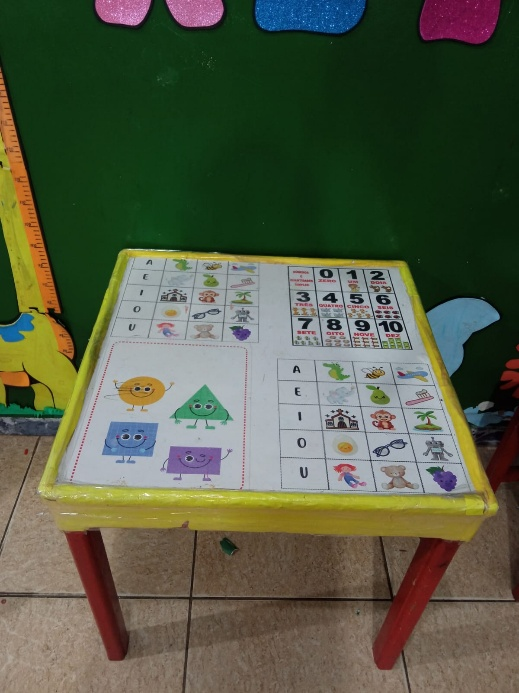 A
E
I
O
U
0 1 2
ZERO UM DOIS
3 4 5 6
TRÊS QUATRO CINCO SEIS
7 8 9 10
SETE OITO NOVE DEZ
A
E
I
O
U